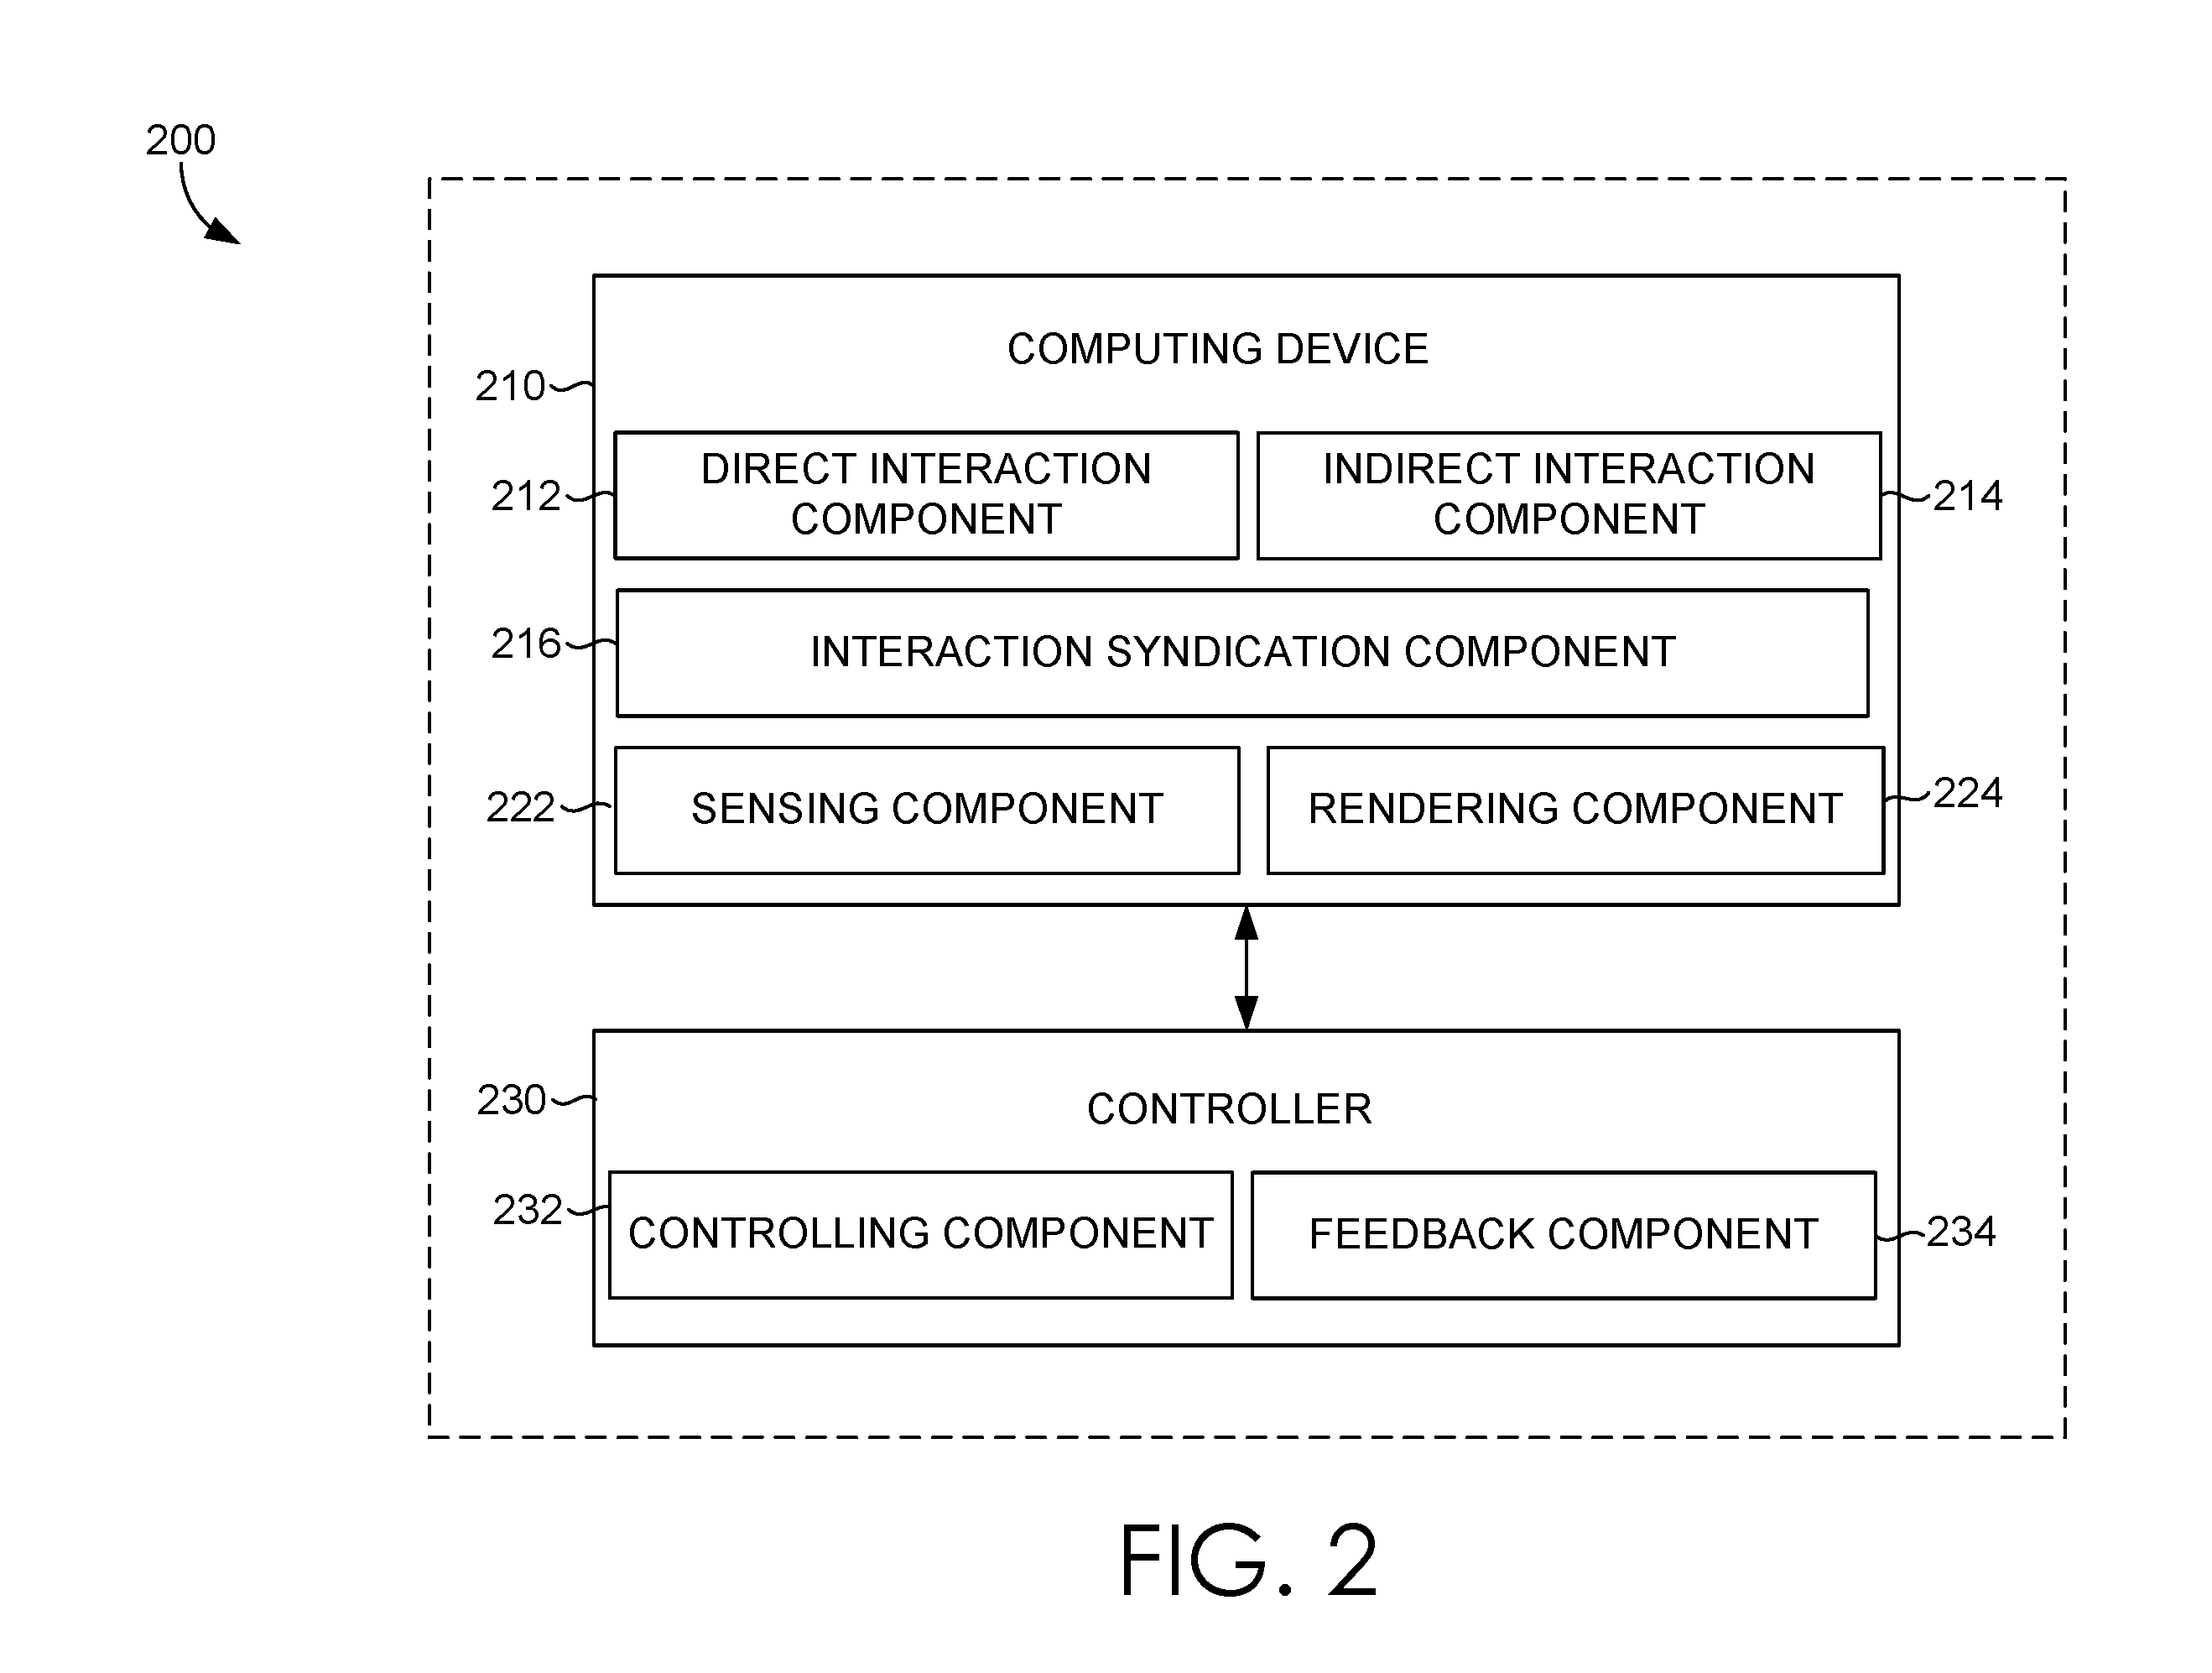 200
COMPUTING DEVICE
210
DIRECT INTERACTION
COMPONENT
212
INDIRECT INTERACTION
COMPONENT
214
216
INTERACTION SYNDICATION COMPONENT
222
SENSING COMPONENT
RENDERING COMPONENT
224
230
CONTROLLER
232
CONTROLLING COMPONENT
FEEDBACK COMPONENT
234
FIG. 2